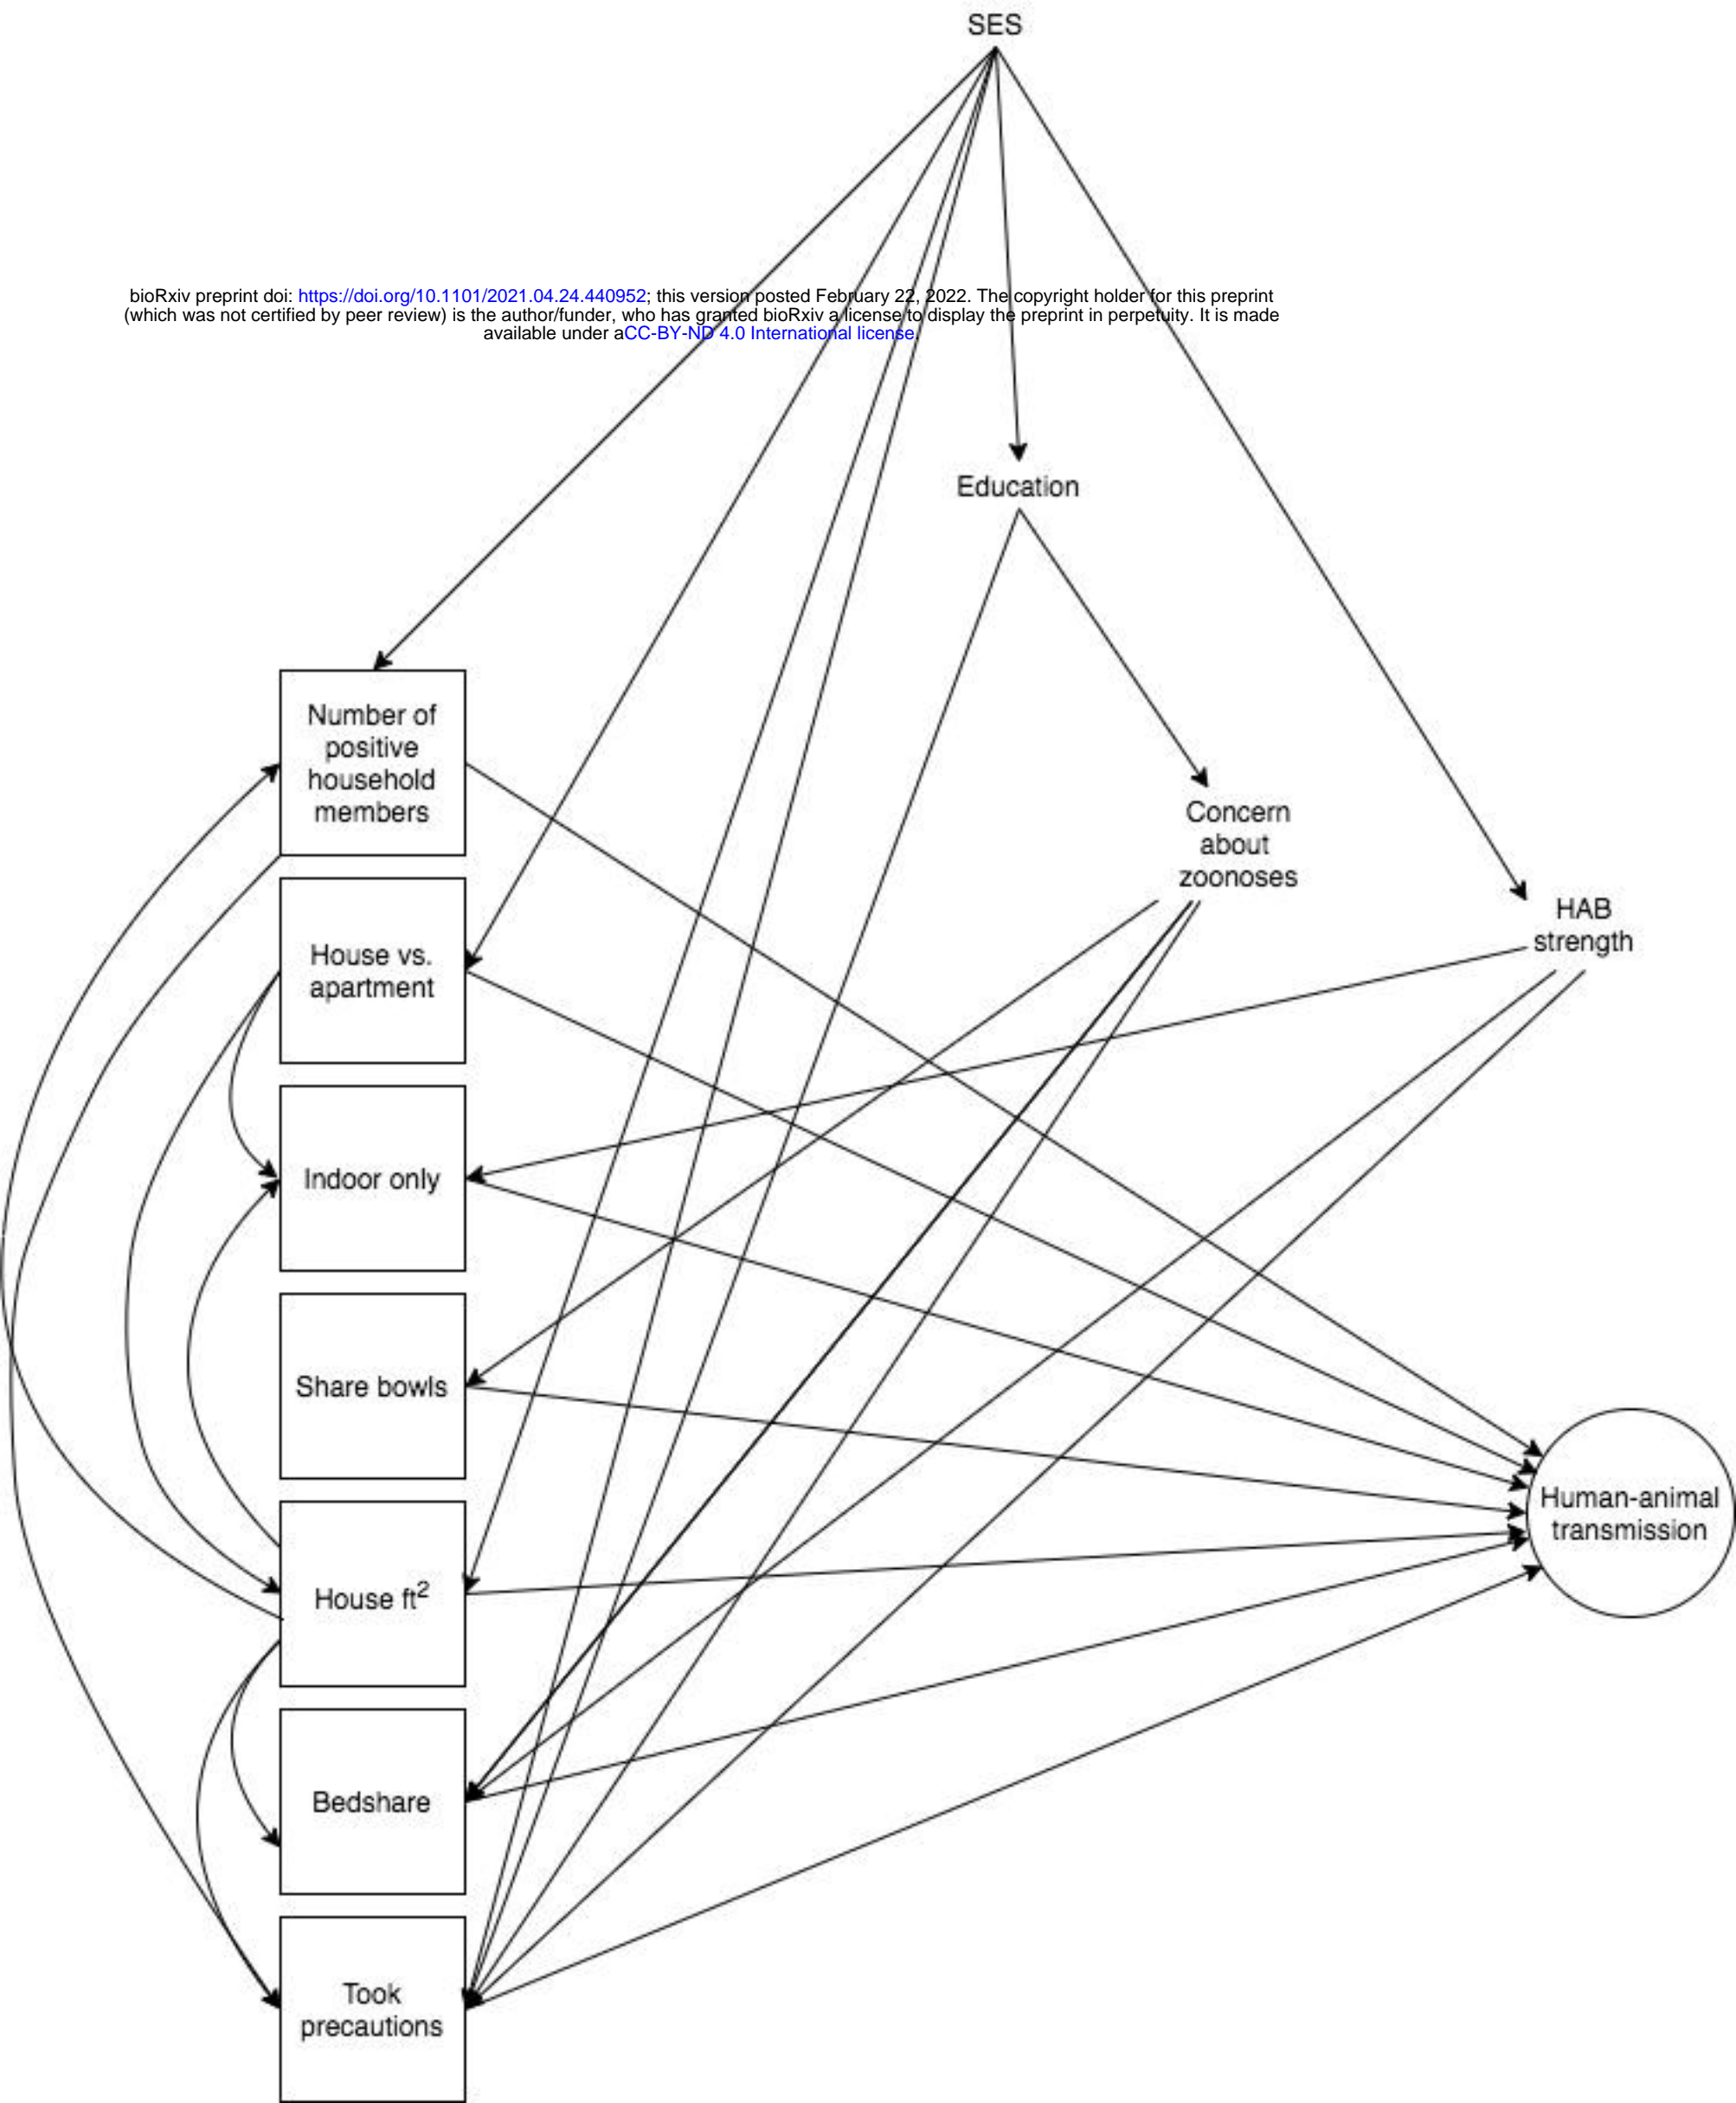 SES
bioRxiv preprint doi: https://doi.org/10.1101/2021.04.24.440952; this version posted February 22, 2022. The copyright holder for this preprint
(which was not certified by peer review) is the author/funder, who has granted bioRxiv a license to display the preprint in perpetuity. It is made
available under aCC-BY-ND 4.0 International license.
Education
Number of
positive
household
members
Concern
about
zoonoses
HAB
strength
House vs.
apartment
Indoor only
Share bowls
Human-animal
transmission
House ft2
Bedshare
Took
precautions